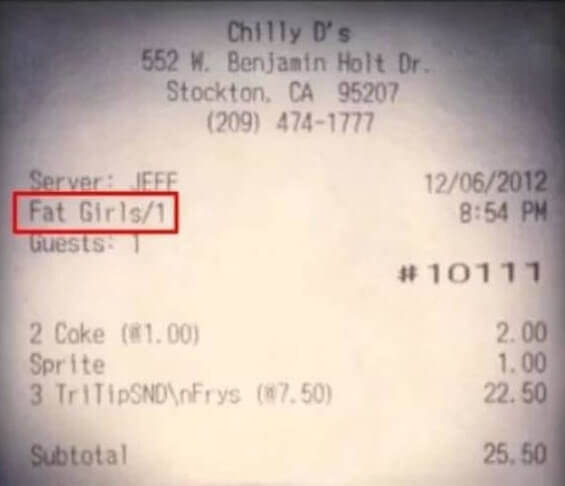 Chilly D's
552 W. Benjamin Holt Dr.
Stockton, CA 95207
(209) 474-1777
Server: JEFF 12/06/2012
Fat Girls/1 8:54 PM
Guests: 1
#10111
2 Coke (@1.00) 2.00
Sprite 1.00
3 TriTipSND\nFrys (@7.50) 22.50
Subtotal 25.50